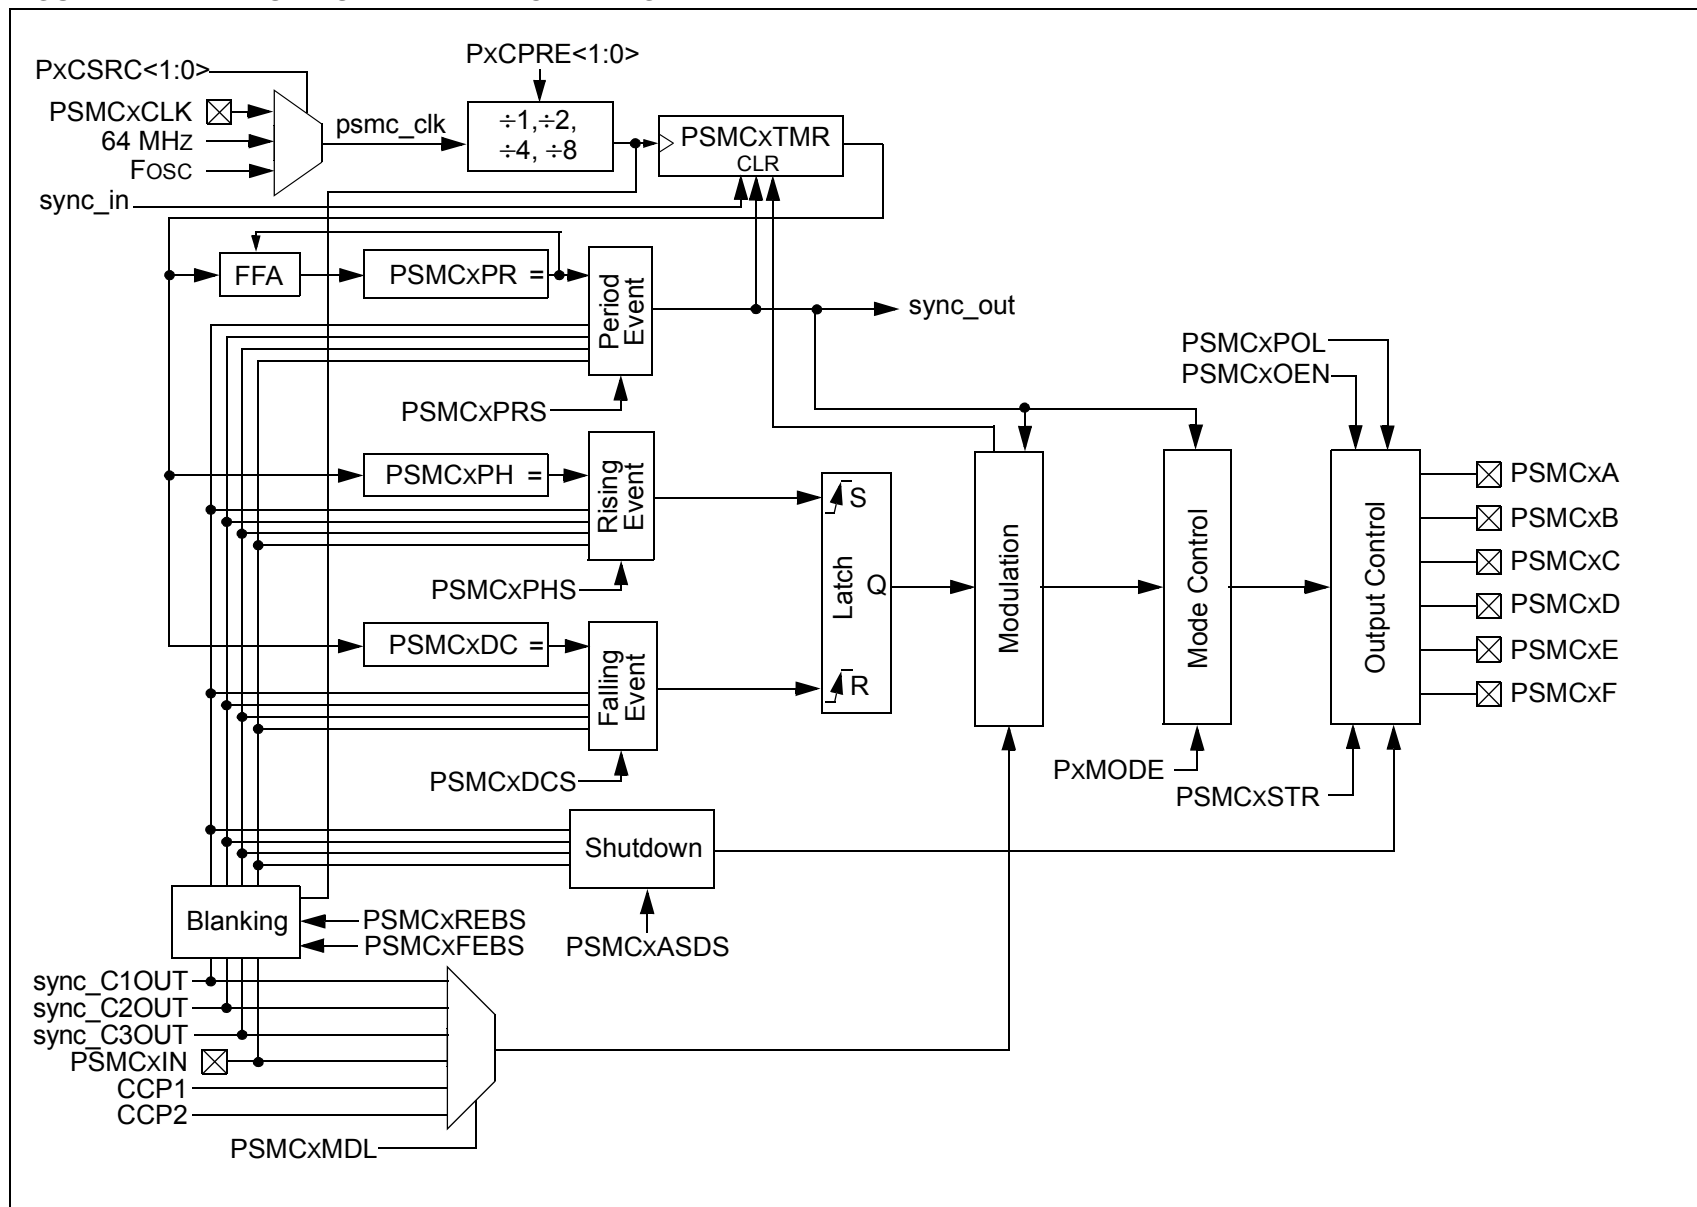 PXCPRE<1:0>
PXCSRC<1:0>
PSMCXCLK
64 MHZ
FOSC
psmc_clk
÷1,÷2,
÷4, ÷8
PSMCXTMR
CLR
sync_in
FFA
PSMCXPR =
Period
Event
sync_out
PSMCXPRS
PSMCXPOL
PSMCXOEN
PSMCXPH =
Rising
Event
PSMCXPHS
PSMCXDC =
Falling
Event
PSMCXDCS
S
R
Q
Latch
Modulation
Mode Control
Output Control
PSMCXA
PSMCXB
PSMCXC
PSMCXD
PSMCXE
PSMCXF
PXMODE
PSMCXSTR
Shutdown
PSMCXASDS
Blanking
PSMCXREBS
PSMCXFEBS
sync_C1OUT
sync_C2OUT
sync_C3OUT
PSMCXIN
CCP1
CCP2
PSMCXMDL